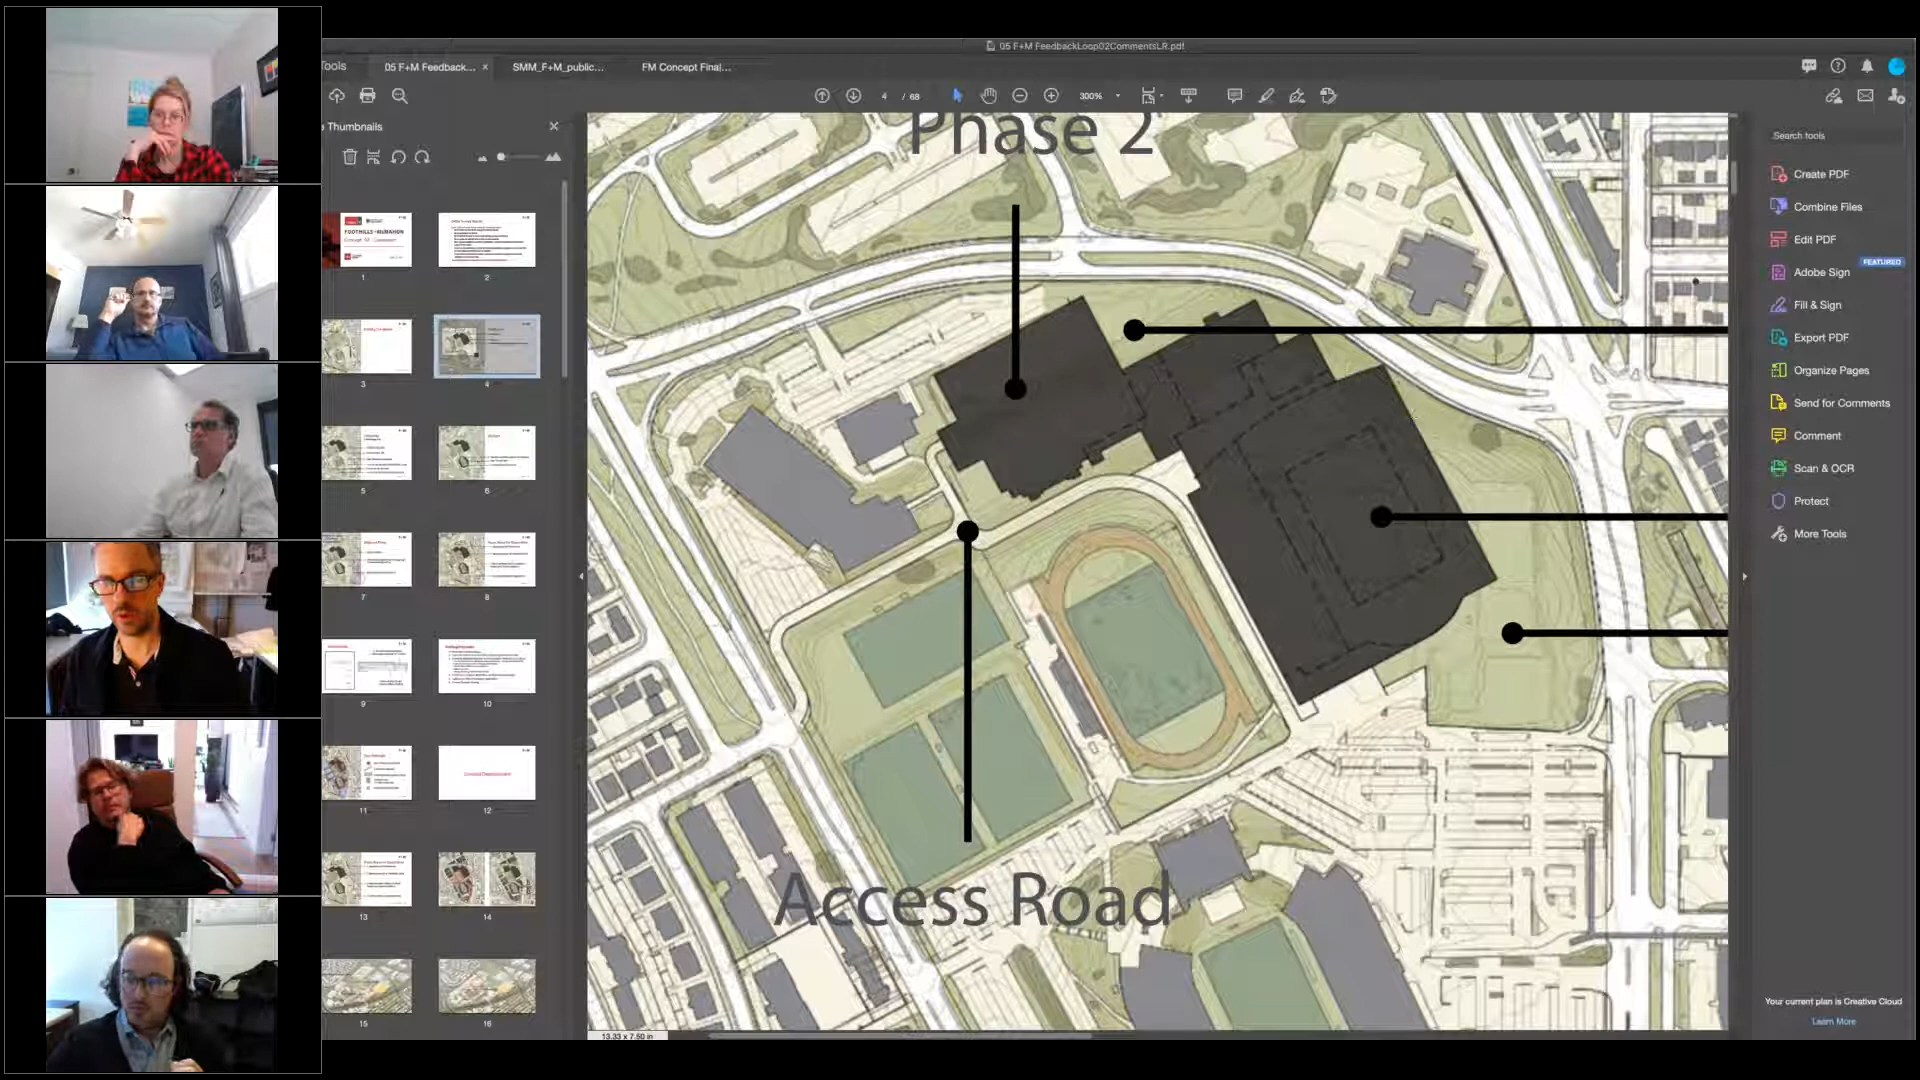 05 F+M FeedbackLoop02CommentsLR.pdf
Tools
05 F+M Feedback...
SMM_F+M_public...
FM Concept Final...
4 / 68
300%
Thumbnails
Search tools
Create PDF
Combine Files
Edit PDF
FEATURED
Adobe Sign
Fill & Sign
Export PDF
Organize Pages
Send for Comments
Comment
Scan & OCR
Protect
More Tools
Phase 2
Access Road
FOOTHILLS+McMAHON
1
2
3
4
5
6
7
8
9
10
11
12
13
14
15
16
13.33 x 7.50 in
Your current plan is Creative Cloud
Learn More